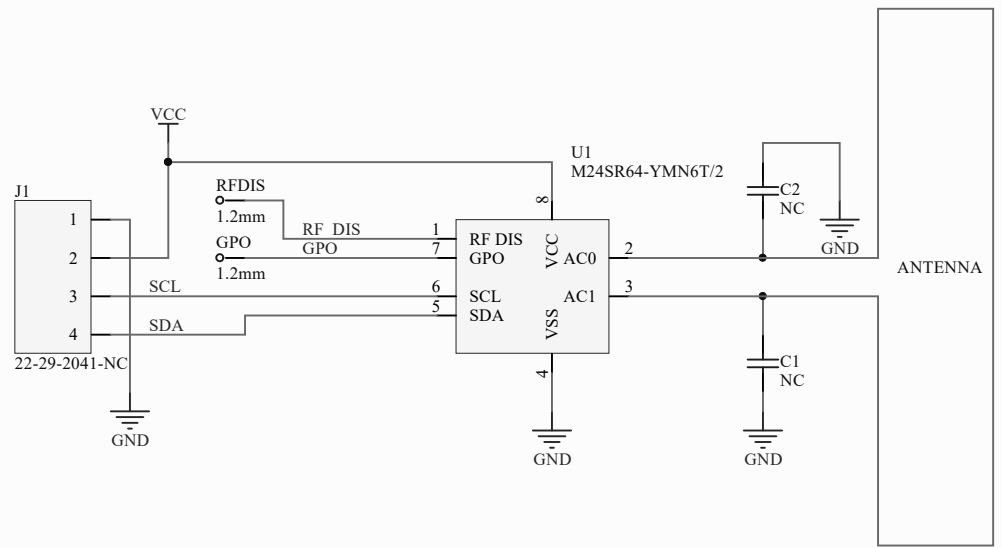 VCC
U1
M24SR64-YMN6T/2
J1
RFDIS
1.2mm
GPO
1.2mm
C2
NC
GND
1
2
3
4
RF_DIS
GPO
SCL
SDA
1
7
6
5
8
RF DIS
GPO
SCL
SDA
VCC
VSS
AC0
AC1
2
3
4
ANTENNA
22-29-2041-NC
C1
NC
GND
GND
GND